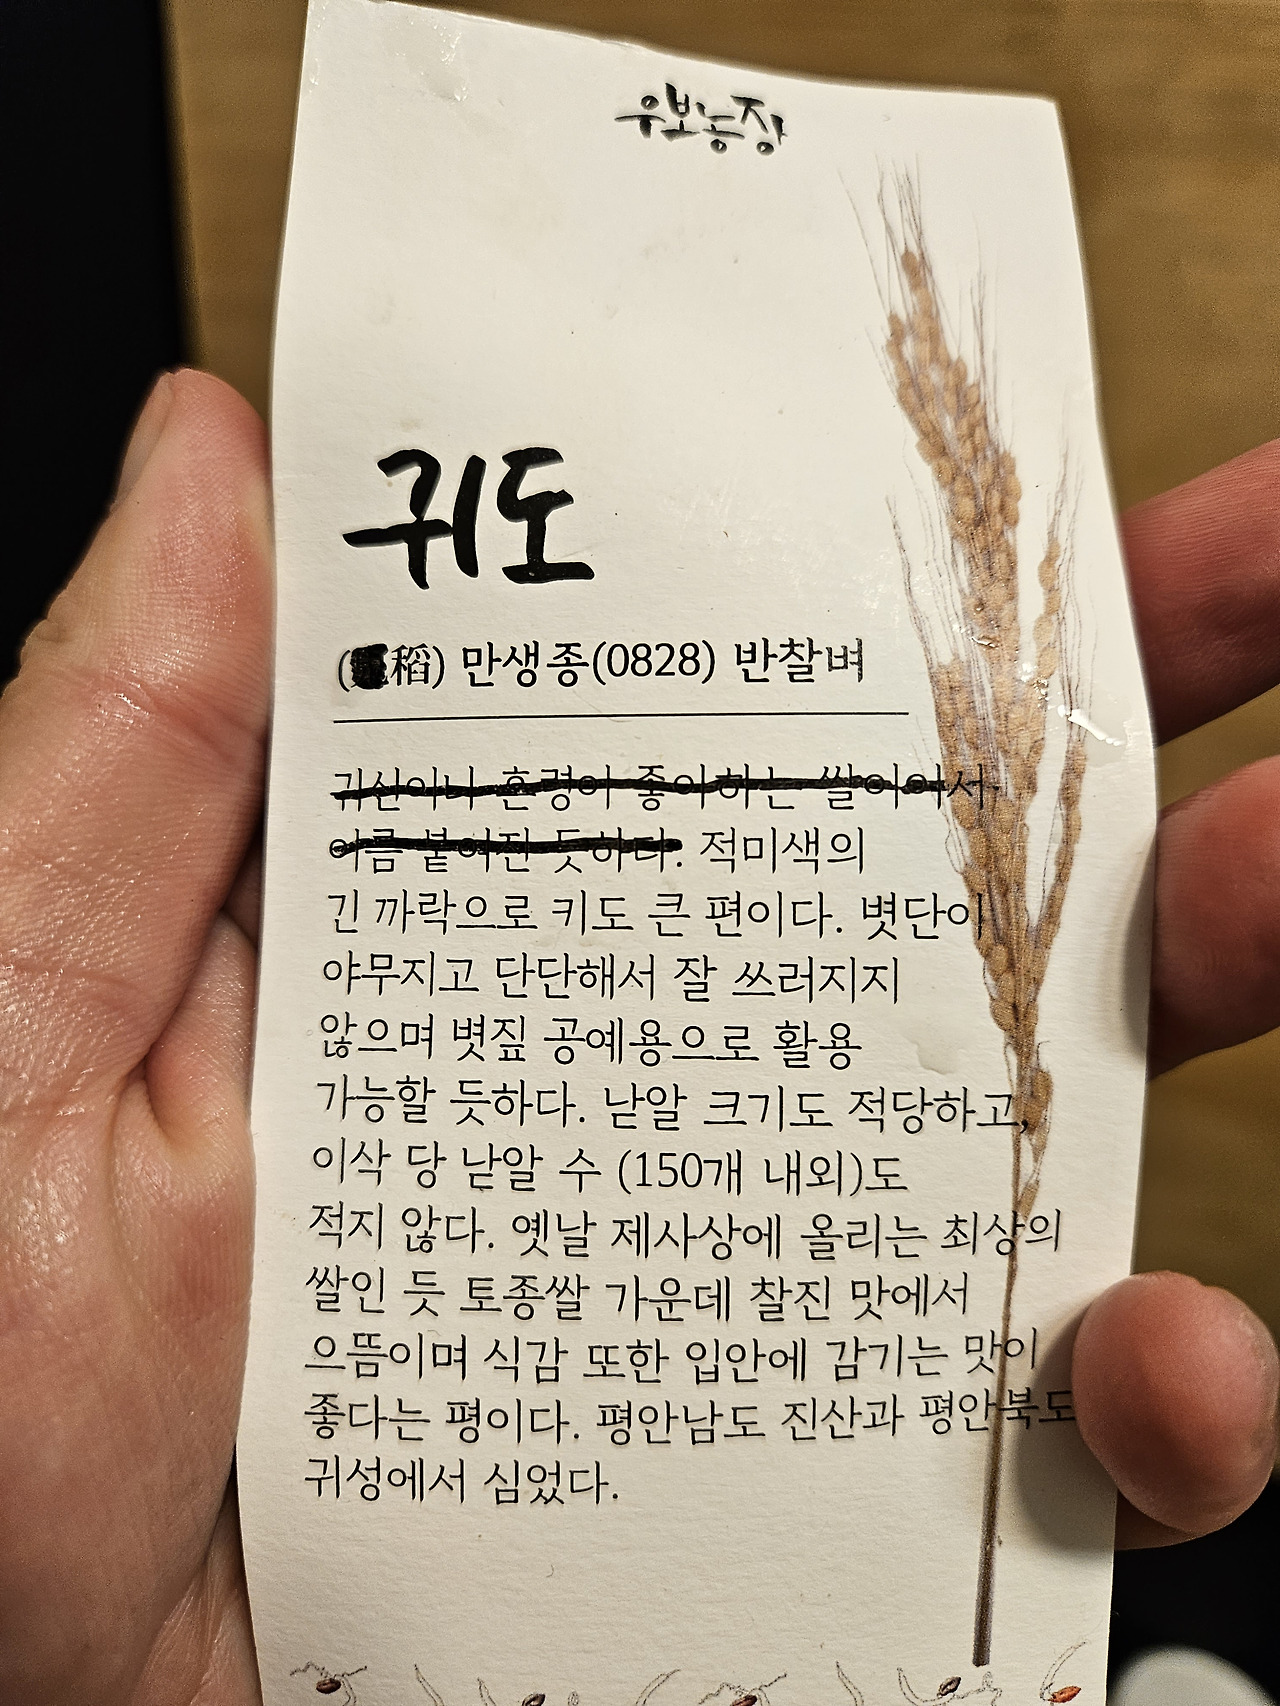 우보농장
귀도
(稻) 만생종(0828) 반찰벼
귀신이나 혼령이 좋아하는 쌀이어서
이름 붙여진 듯하다. 적미색의
긴 까락으로 키도 큰 편이다. 볏단이
야무지고 단단해서 잘 쓰러지지
않으며 볏짚 공예용으로 활용
가능할 듯하다. 낟알 크기도 적당하고,
이삭 당 낟알 수 (150개 내외)도
적지 않다. 옛날 제사상에 올리는 최상의
쌀인 듯 토종쌀 가운데 찰진 맛에서
으뜸이며 식감 또한 입안에 감기는 맛이
좋다는 평이다. 평안남도 진산과 평안북도
귀성에서 심었다.